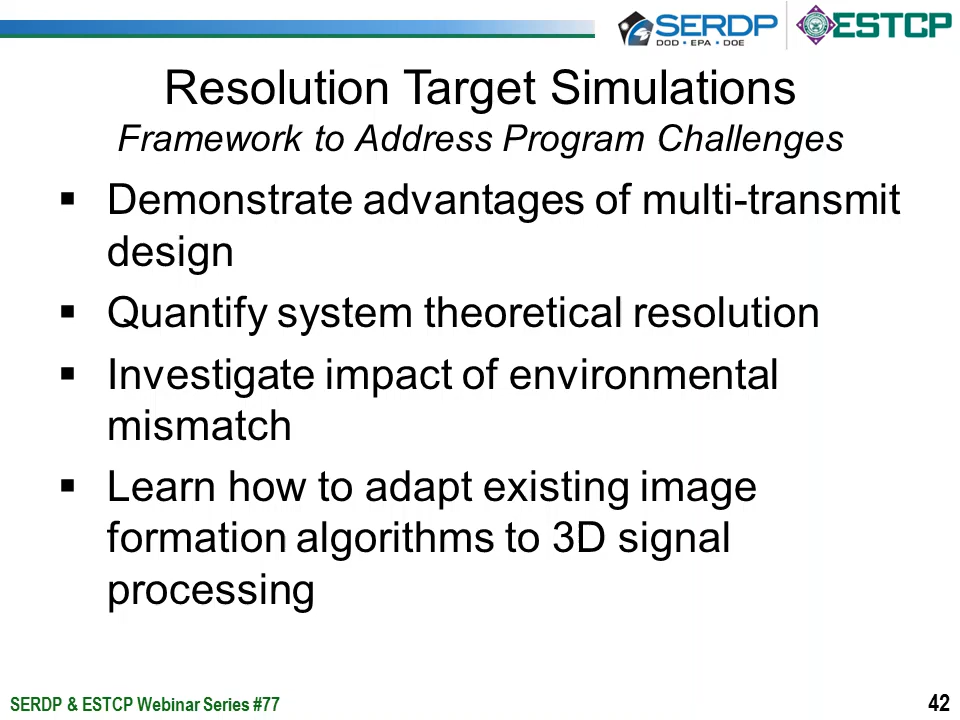 SERDP
DOD • EPA • DOE
ESTCP
Resolution Target Simulations
Framework to Address Program Challenges
▪ Demonstrate advantages of multi-transmit
design
▪ Quantify system theoretical resolution
▪ Investigate impact of environmental
mismatch
▪ Learn how to adapt existing image
formation algorithms to 3D signal
processing
SERDP & ESTCP Webinar Series #77
42